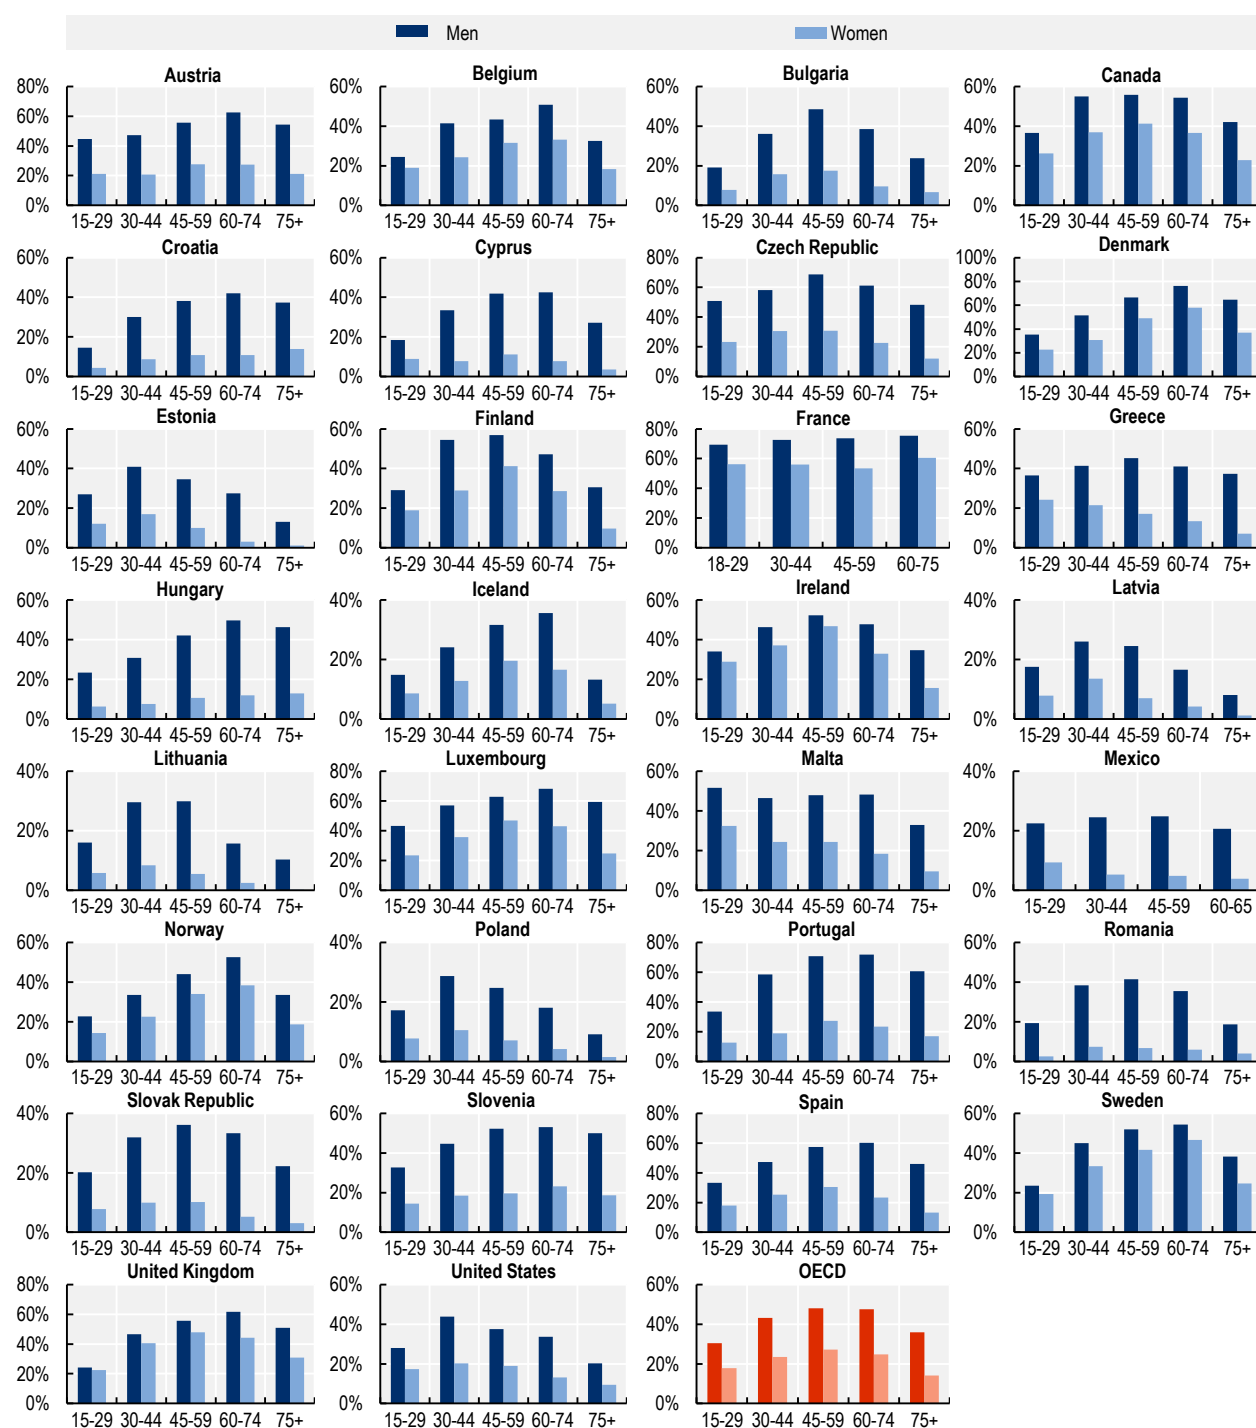 Men Women
Austria Belgium Bulgaria Canada
80% 60% 60% 60%
60% 40% 40% 40%
40% 20% 20% 20%
20% 0% 0% 0%
0%
15-29 30-44 45-59 60-74 75+ 15-29 30-44 45-59 60-74 75+ 15-29 30-44 45-59 60-74 75+ 15-29 30-44 45-59 60-74 75+
Croatia Cyprus Czech Republic Denmark
60% 60% 80% 100%
40% 40% 60% 80%
20% 20% 40% 60%
0% 0% 20% 40%
0% 20%
0%
15-29 30-44 45-59 60-74 75+ 15-29 30-44 45-59 60-74 75+ 15-29 30-44 45-59 60-74 75+ 15-29 30-44 45-59 60-74 75+
Estonia Finland France Greece
60% 60% 80% 60%
40% 40% 60% 40%
20% 20% 40% 20%
0% 0% 20% 0%
0%
15-29 30-44 45-59 60-74 75+ 15-29 30-44 45-59 60-74 75+ 18-29 30-44 45-59 60-75 15-29 30-44 45-59 60-74 75+
Hungary Iceland Ireland Latvia
60% 40% 60% 40%
40% 20% 40% 20%
20% 0% 20% 0%
0% 0%
15-29 30-44 45-59 60-74 75+ 15-29 30-44 45-59 60-74 75+ 15-29 30-44 45-59 60-74 75+ 15-29 30-44 45-59 60-74 75+
Lithuania Luxembourg Malta Mexico
40% 80% 60% 40%
20% 60% 40% 20%
0% 40% 20% 0%
20% 0%
0%
15-29 30-44 45-59 60-74 75+ 15-29 30-44 45-59 60-74 75+ 15-29 30-44 45-59 60-74 75+ 15-29 30-44 45-59 60-65
Norway Poland Portugal Romania
60% 40% 80% 60%
40% 20% 60% 40%
20% 0% 40% 20%
0% 20% 0%
0%
15-29 30-44 45-59 60-74 75+ 15-29 30-44 45-59 60-74 75+ 15-29 30-44 45-59 60-74 75+ 15-29 30-44 45-59 60-74 75+
Slovak Republic Slovenia Spain Sweden
40% 60% 80% 60%
20% 40% 60% 40%
0% 20% 40% 20%
0% 20% 0%
0%
15-29 30-44 45-59 60-74 75+ 15-29 30-44 45-59 60-74 75+ 15-29 30-44 45-59 60-74 75+ 15-29 30-44 45-59 60-74 75+
United Kingdom United States OECD
80% 60% 60%
60% 40% 40%
40% 20% 20%
20% 0% 0%
0%
15-29 30-44 45-59 60-74 75+ 15-29 30-44 45-59 60-74 75+ 15-29 30-44 45-59 60-74 75+